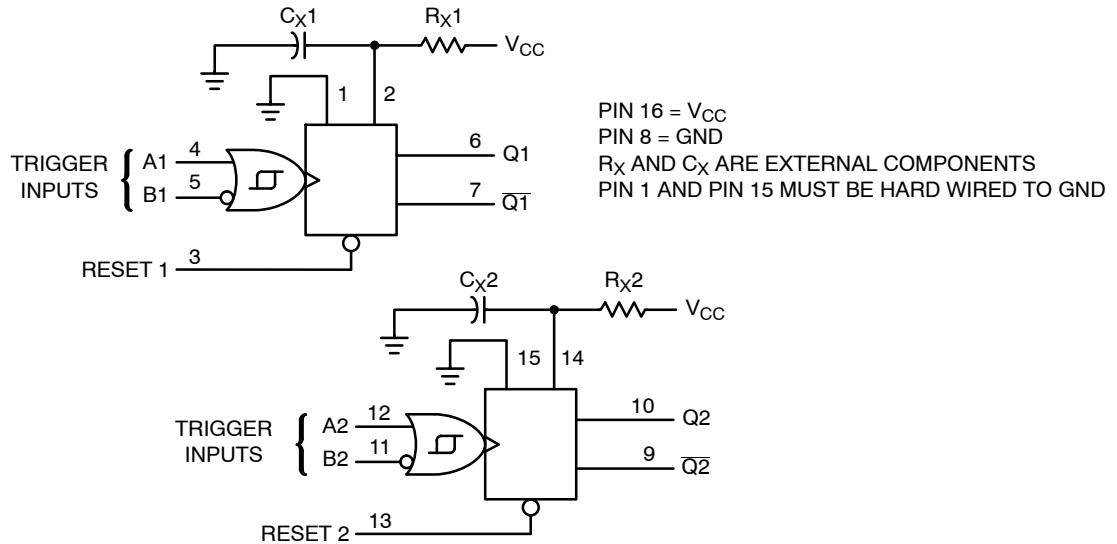 CX1
RX1
VCC
1
2
TRIGGER
INPUTS
{
A1
4
B1
5
6
Q1
7
Q1
RESET 1
3
PIN 16 = VCC
PIN 8 = GND
RX AND CX ARE EXTERNAL COMPONENTS
PIN 1 AND PIN 15 MUST BE HARD WIRED TO GND
CX2
RX2
VCC
15
14
TRIGGER
INPUTS
{
A2
12
B2
11
10
Q2
9
Q2
RESET 2
13